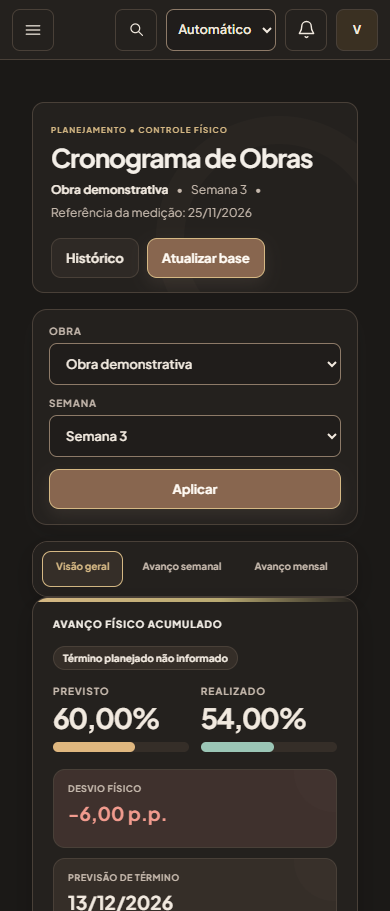 Automático
V
PLANEJAMENTO • CONTROLE FÍSICO
Cronograma de Obras
Obra demonstrativa • Semana 3 •
Referência da medição: 25/11/2026
Histórico
Atualizar base
OBRA
Obra demonstrativa
SEMANA
Semana 3
Aplicar
Visão geral
Avanço semanal
Avanço mensal
AVANÇO FÍSICO ACUMULADO
Término planejado não informado
PREVISTO
REALIZADO
60,00%
54,00%
DESVIO FÍSICO
-6,00 p.p.
PREVISÃO DE TÉRMINO
13/12/2026